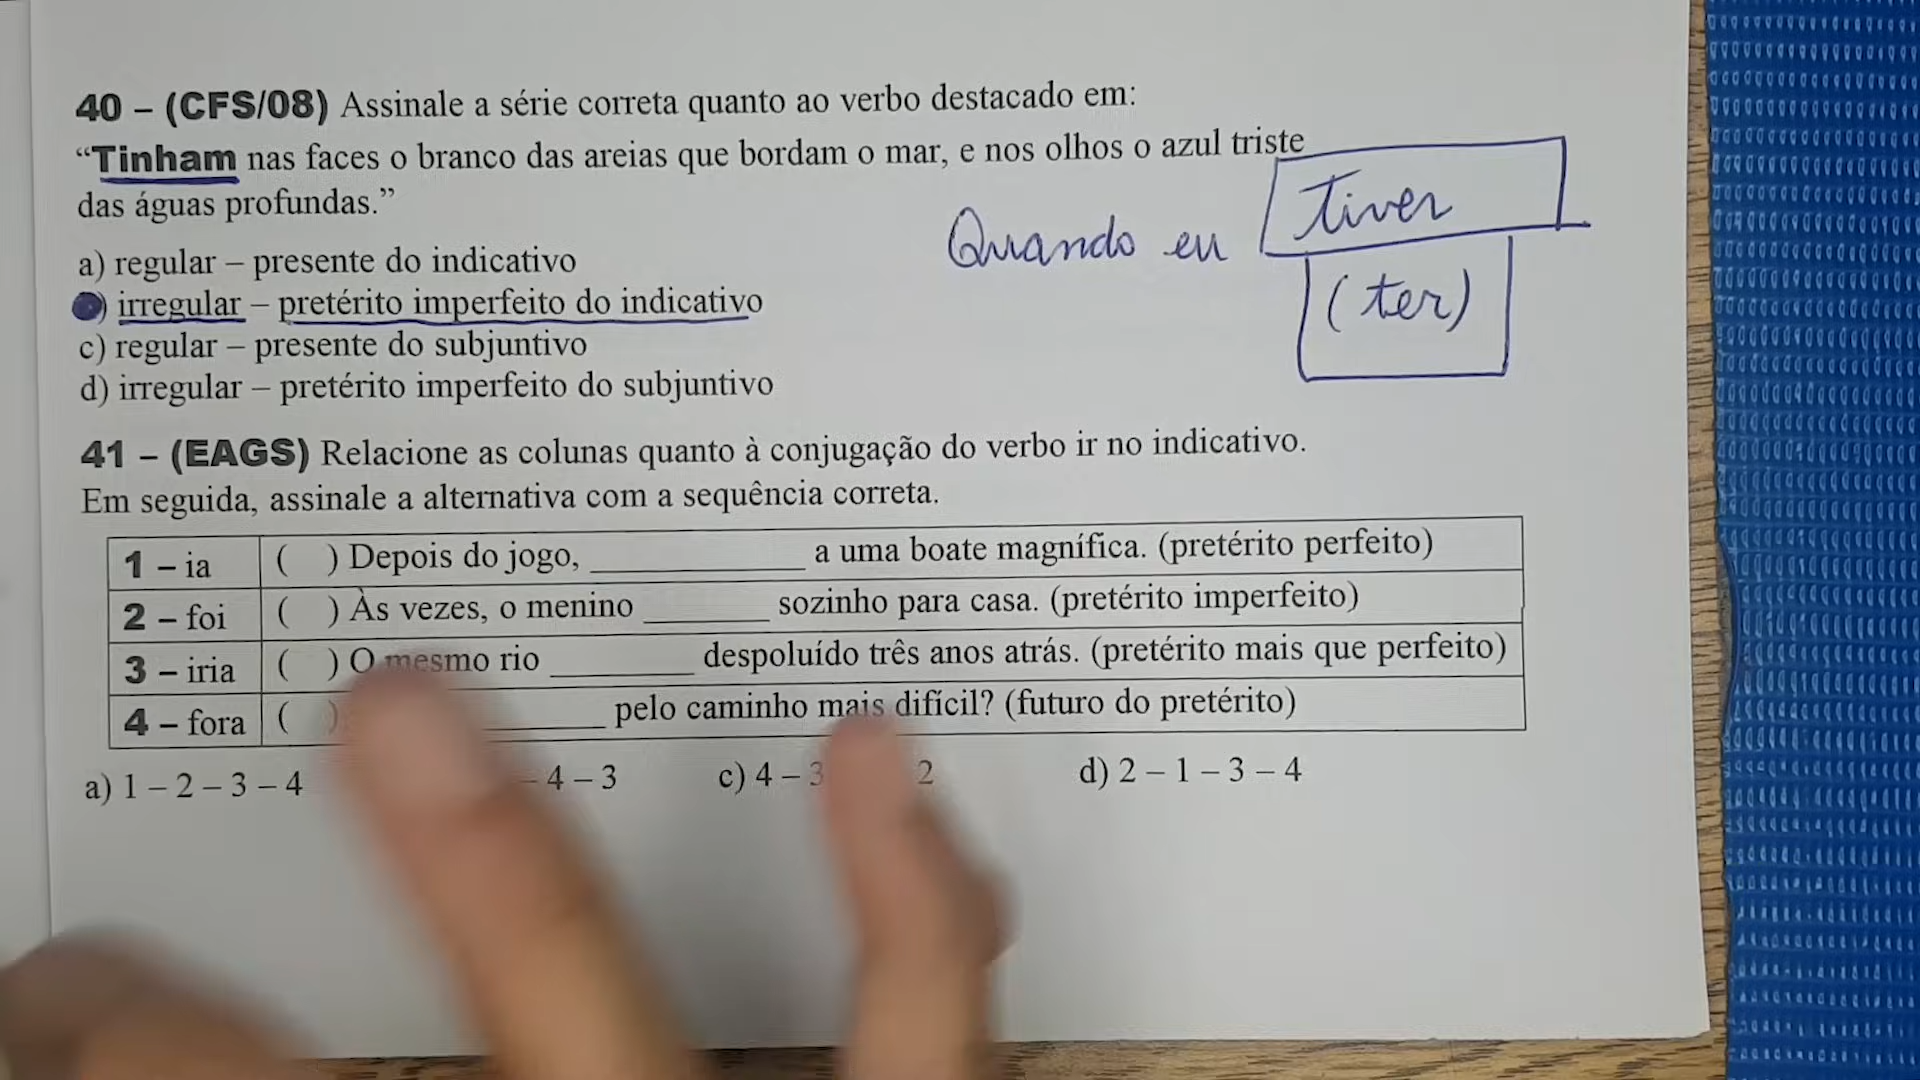 40 – (CFS/08) Assinale a série correta quanto ao verbo destacado em:
“Tinham nas faces o branco das areias que bordam o mar, e nos olhos o azul triste
das águas profundas.”
Quando eu tiver
(ter)
a) regular – presente do indicativo
) irregular – pretérito imperfeito do indicativo
c) regular – presente do subjuntivo
d) irregular – pretérito imperfeito do subjuntivo
41 – (EAGS) Relacione as colunas quanto à conjugação do verbo ir no indicativo.
Em seguida, assinale a alternativa com a sequência correta.
1 – ia ( ) Depois do jogo, ____________ a uma boate magnífica. (pretérito perfeito)
2 – foi ( ) Às vezes, o menino _______ sozinho para casa. (pretérito imperfeito)
3 – iria ( ) O mesmo rio ________ despoluído três anos atrás. (pretérito mais que perfeito)
4 – fora ( ) ______ pelo caminho mais difícil? (futuro do pretérito)
a) 1 – 2 – 3 – 4 – 4 – 3 c) 4 – 3 2 d) 2 – 1 – 3 – 4